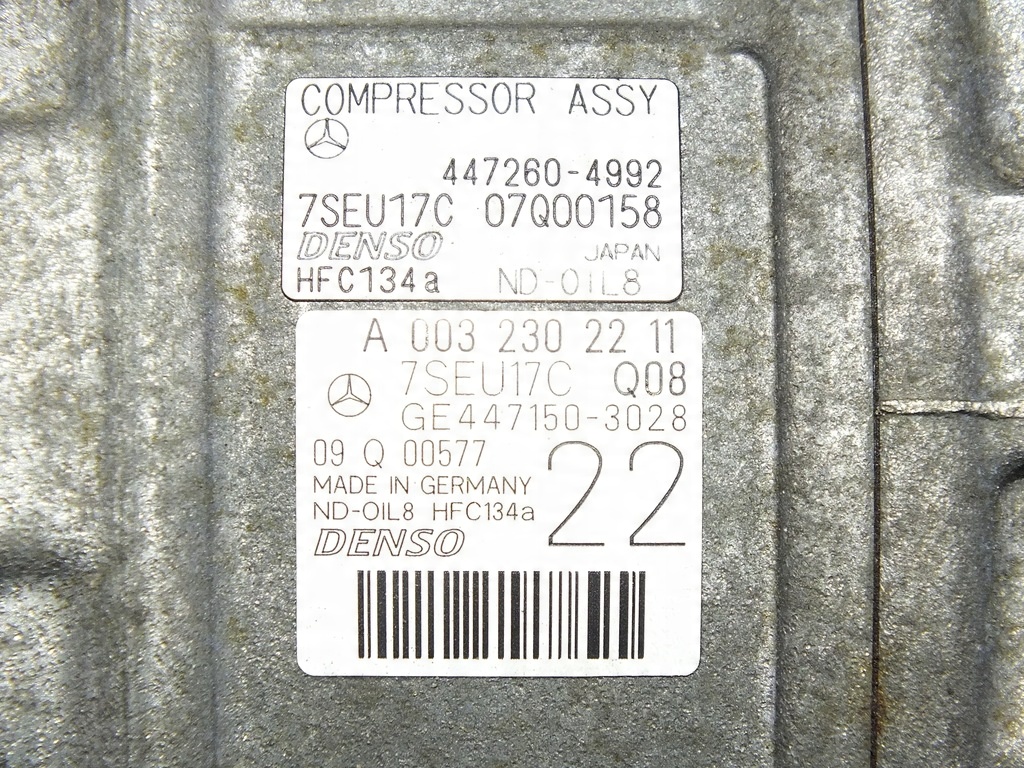 COMPRESSOR ASSY
447260-4992
7SEU17C 07Q00158
DENSO JAPAN
HFC134a ND-OIL8
A 003 230 22 11
7SEU17C Q08
GE447150-3028
09 Q 00577
22
MADE IN GERMANY
ND-OIL8 HFC134a
DENSO